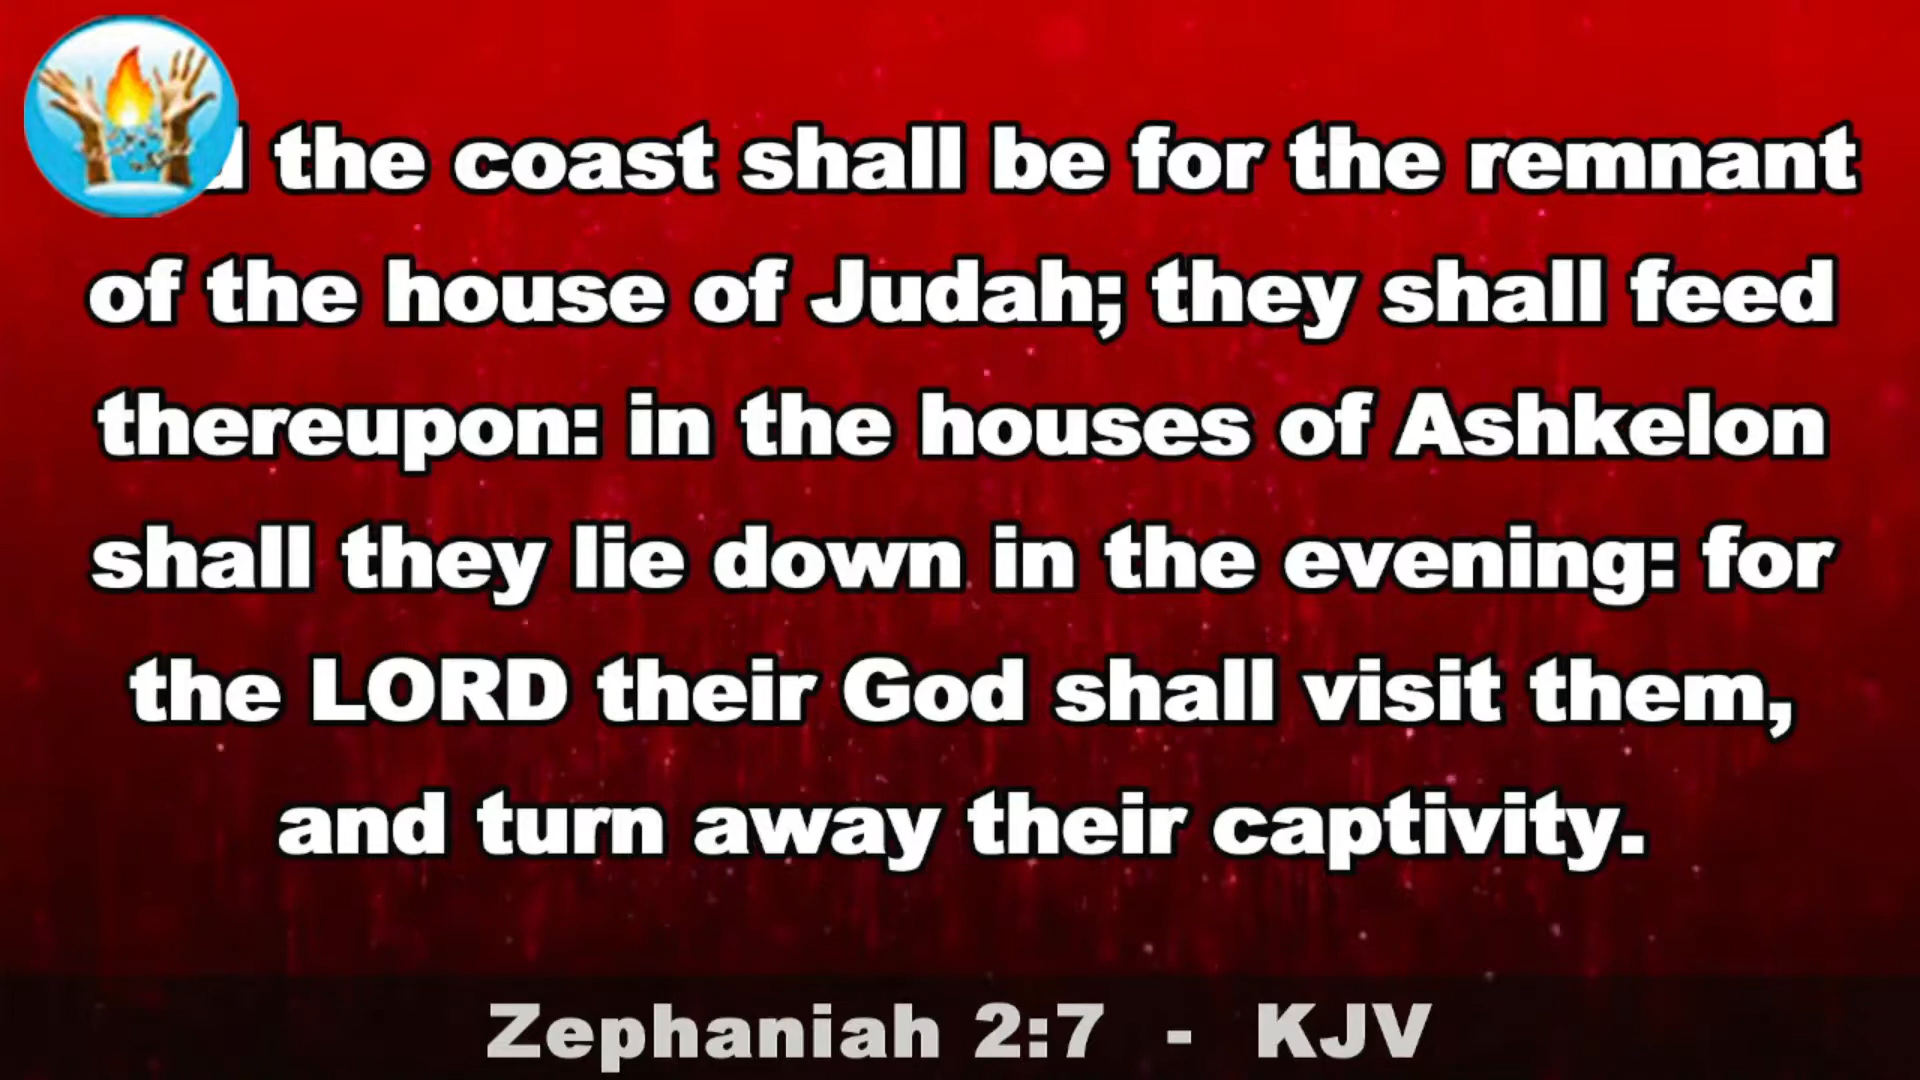 the coast shall be for the remnant
of the house of Judah; they shall feed
thereupon: in the houses of Ashkelon
shall they lie down in the evening: for
the LORD their God shall visit them,
and turn away their captivity.
Zephaniah 2:7 - KJV